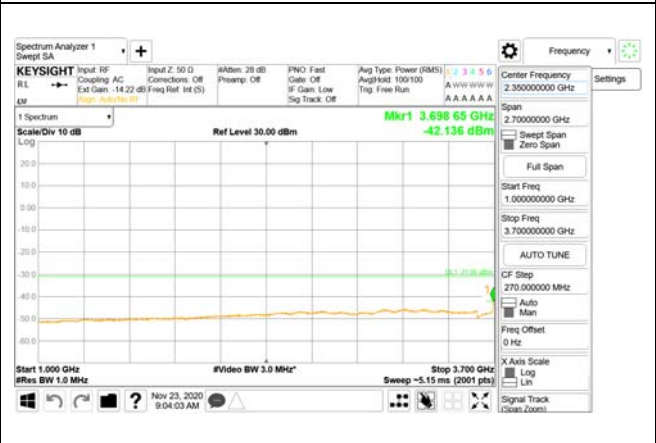 Spectrum Analyzer 1
Swept SA
+
Frequency
KEYSIGHT
RL
Input: RF
Coupling: AC
Ext Gain: -14.22 dB
Align: Auto/No RF
Input Z: 50 Ω
Corrections: Off
Freq Ref: Int (S)
#Atten: 28 dB
Preamp: Off
PNO: Fast
Gate: Off
IF Gain: Low
Sig Track: Off
Avg Type: Power (RMS)
Avg|Hold: 100/100
Trig: Free Run
1 2 3 4 5 6
A W W W W W
A A A A A A
1 Spectrum
Scale/Div 10 dB
Log
Ref Level 30.00 dBm
Mkr1 3.698 65 GHz
-42.136 dBm
20.0
10.0
0.00
-10.0
-20.0
-30.0
-40.0
-50.0
-60.0
1
Start 1.000 GHz
#Res BW 1.0 MHz
#Video BW 3.0 MHz*
Stop 3.700 GHz
Sweep ~5.15 ms (2001 pts)
Nov 23, 2020
9:04:03 AM
?
Center Frequency
2.350000000 GHz
Settings
Span
2.70000000 GHz
Swept Span
Zero Span
Full Span
Start Freq
1.000000000 GHz
Stop Freq
3.700000000 GHz
AUTO TUNE
CF Step
270.000000 MHz
Auto
Man
Freq Offset
0 Hz
X Axis Scale
Log
Lin
Signal Track
(Span Zoom)